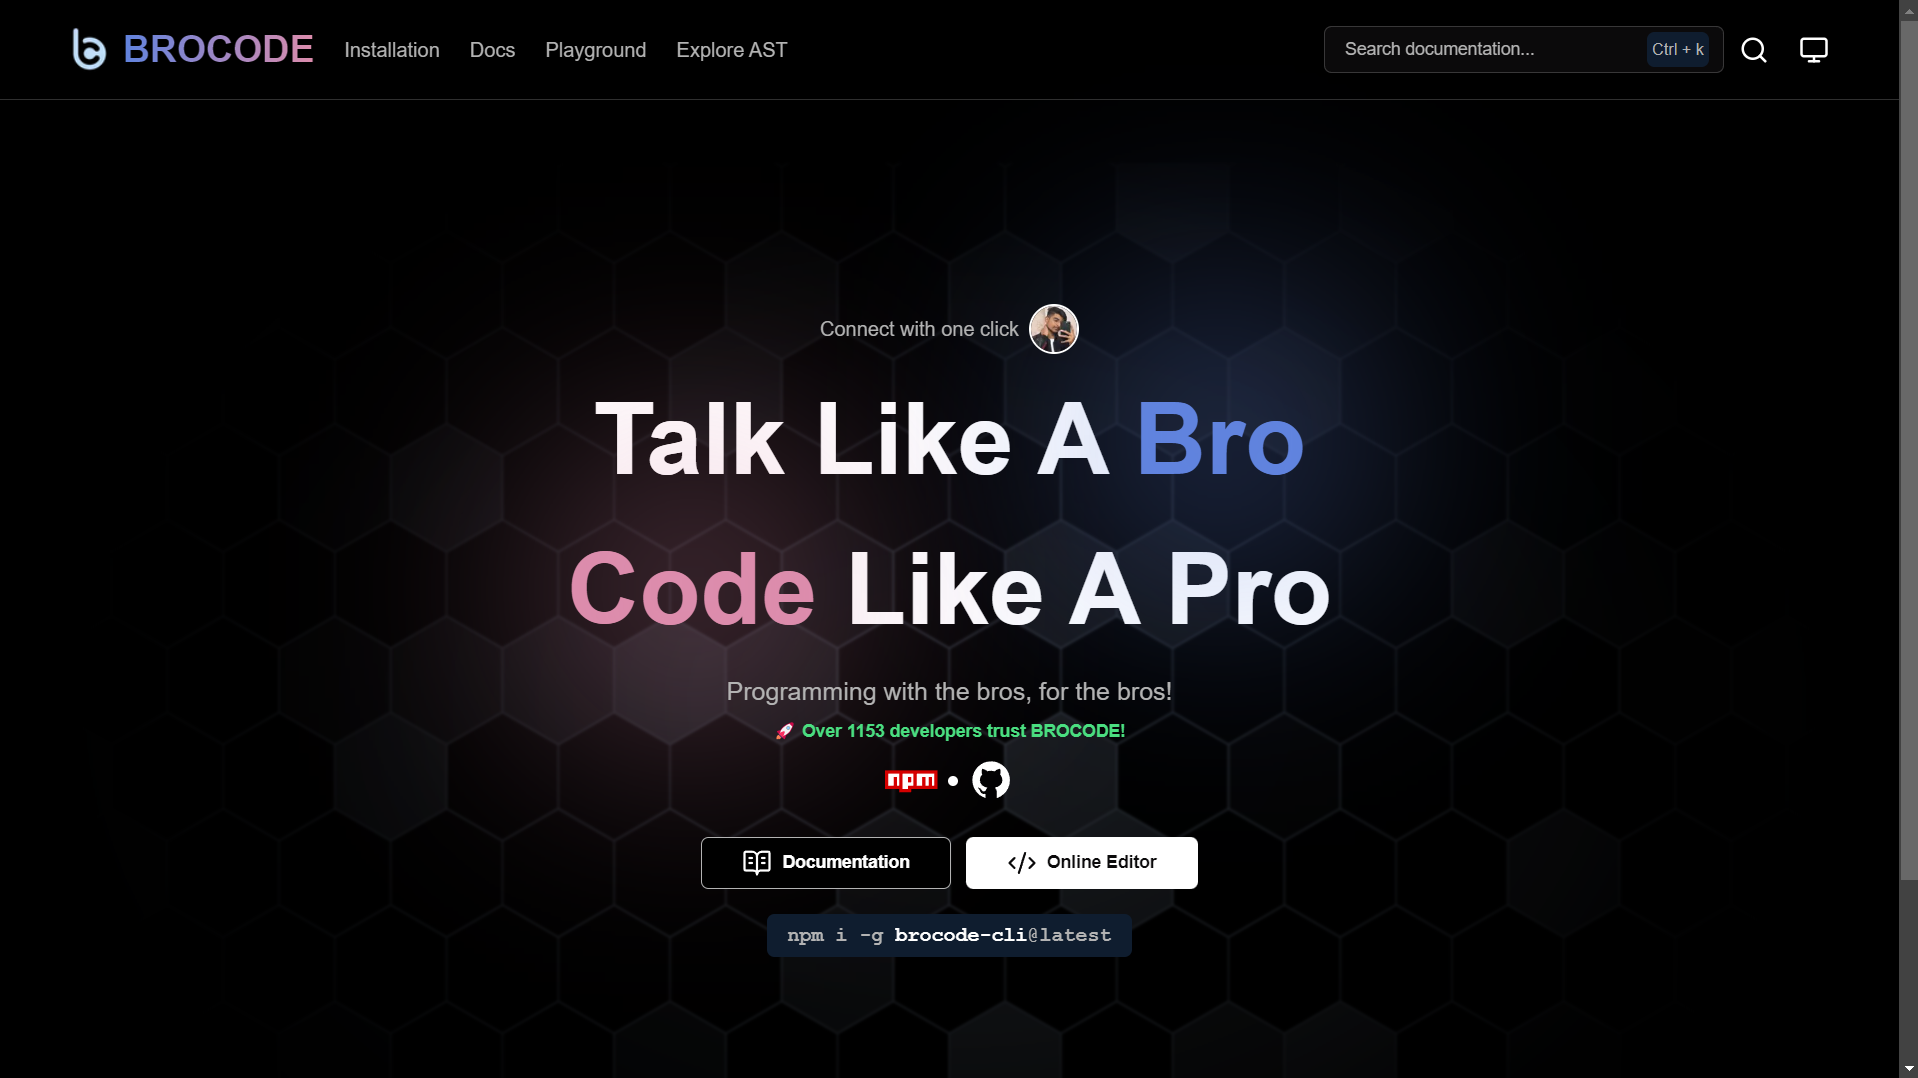 BROCODE Installation Docs Playground Explore AST Search documentation... Ctrl + k
Connect with one click
Talk Like A Bro
Code Like A Pro
Programming with the bros, for the bros!
🚀 Over 1153 developers trust BROCODE!
npm
Documentation Online Editor
npm i -g brocode-cli@latest